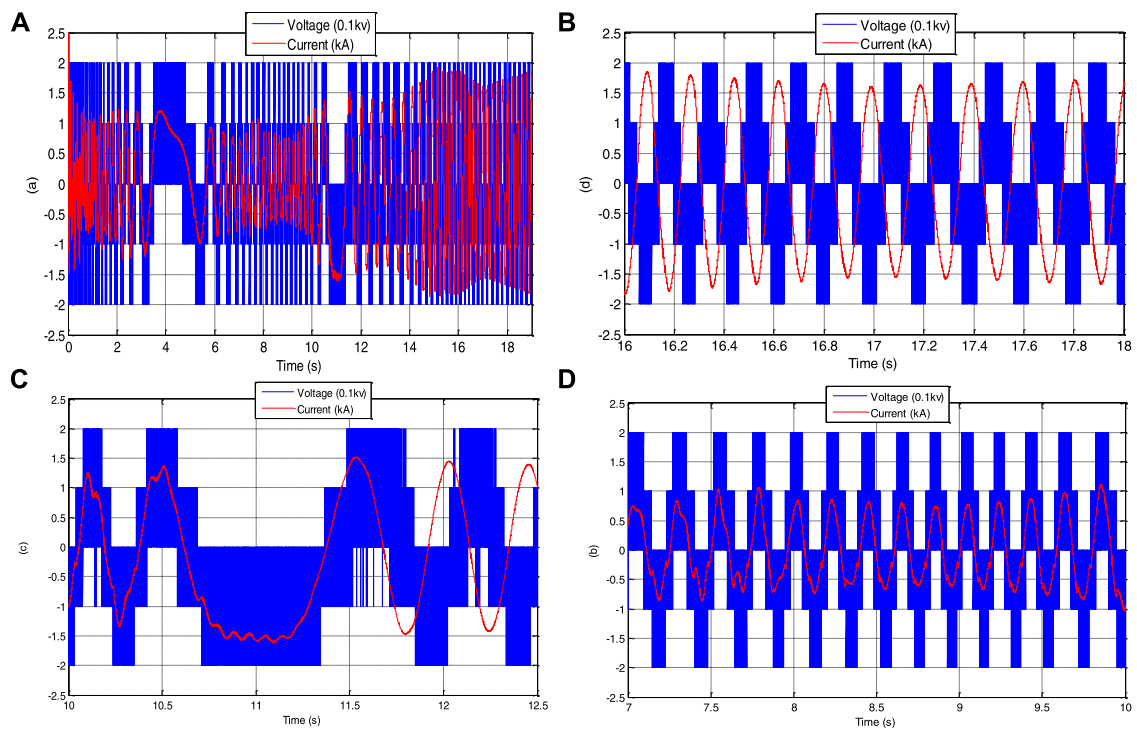 A
Voltage (0.1kv)
Current (kA)
2.5
2
1.5
1
0.5
0
-0.5
-1
-1.5
-2
-2.5
(a)
0 2 4 6 8 10 12 14 16 18
Time (s)
B
Voltage (0.1kv)
Current (kA)
2.5
2
1.5
1
0.5
0
-0.5
-1
-1.5
-2
-2.5
(d)
16 16.2 16.4 16.6 16.8 17 17.2 17.4 17.6 17.8 18
Time (s)
C
Voltage (0.1kv)
Current (kA)
2.5
2
1.5
1
0.5
0
-0.5
-1
-1.5
-2
-2.5
(c)
10 10.5 11 11.5 12 12.5
Time (s)
D
Voltage (0.1kv)
Current (kA)
2.5
2
1.5
1
0.5
0
-0.5
-1
-1.5
-2
-2.5
(b)
7 7.5 8 8.5 9 9.5 10
Time (s)